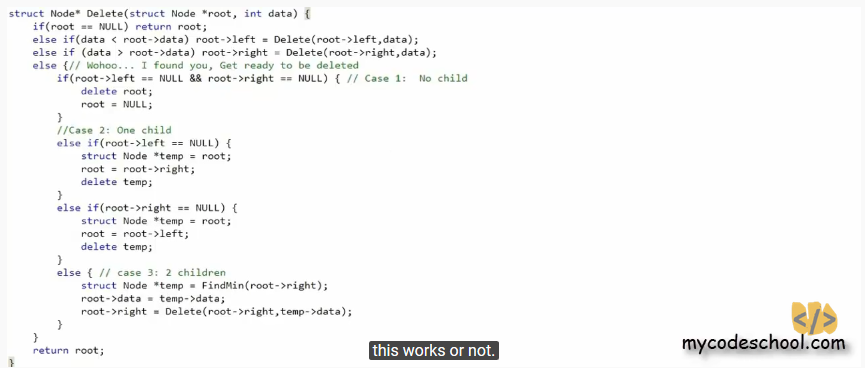 struct Node* Delete(struct Node *root, int data) {
    if(root == NULL) return root;
    else if(data < root->data) root->left = Delete(root->left,data);
    else if (data > root->data) root->right = Delete(root->right,data);
    else {// Wohoo... I found you, Get ready to be deleted
        if(root->left == NULL && root->right == NULL) { // Case 1:  No child
            delete root;
            root = NULL;
        }
        //Case 2: One child
        else if(root->left == NULL) {
            struct Node *temp = root;
            root = root->right;
            delete temp;
        }
        else if(root->right == NULL) {
            struct Node *temp = root;
            root = root->left;
            delete temp;
        }
        else { // case 3: 2 children
            struct Node *temp = FindMin(root->right);
            root->data = temp->data;
            root->right = Delete(root->right,temp->data);
        }
    }
    return root;
}
this works or not.
</>
mycodeschool.com